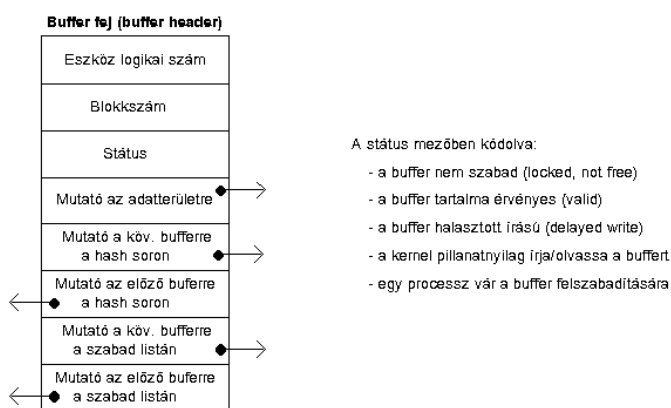 Buffer fej (buffer header)
Eszköz logikai szám
Blokkszám
Státus
Mutató az adatterületre
Mutató a köv. bufferre
a hash soron
Mutató az előző buferre
a hash soron
Mutató a köv. bufferre
a szabad listán
Mutató az előző buferre
a szabad listán
A státus mezőben kódolva:
- a buffer nem szabad (locked, not free)
- a buffer tartalma érvényes (valid)
- a buffer halasztott írású (delayed write)
- a kernel pillanatnyilag írja/olvassa a buffert
- egy processz vár a buffer felszabadítására